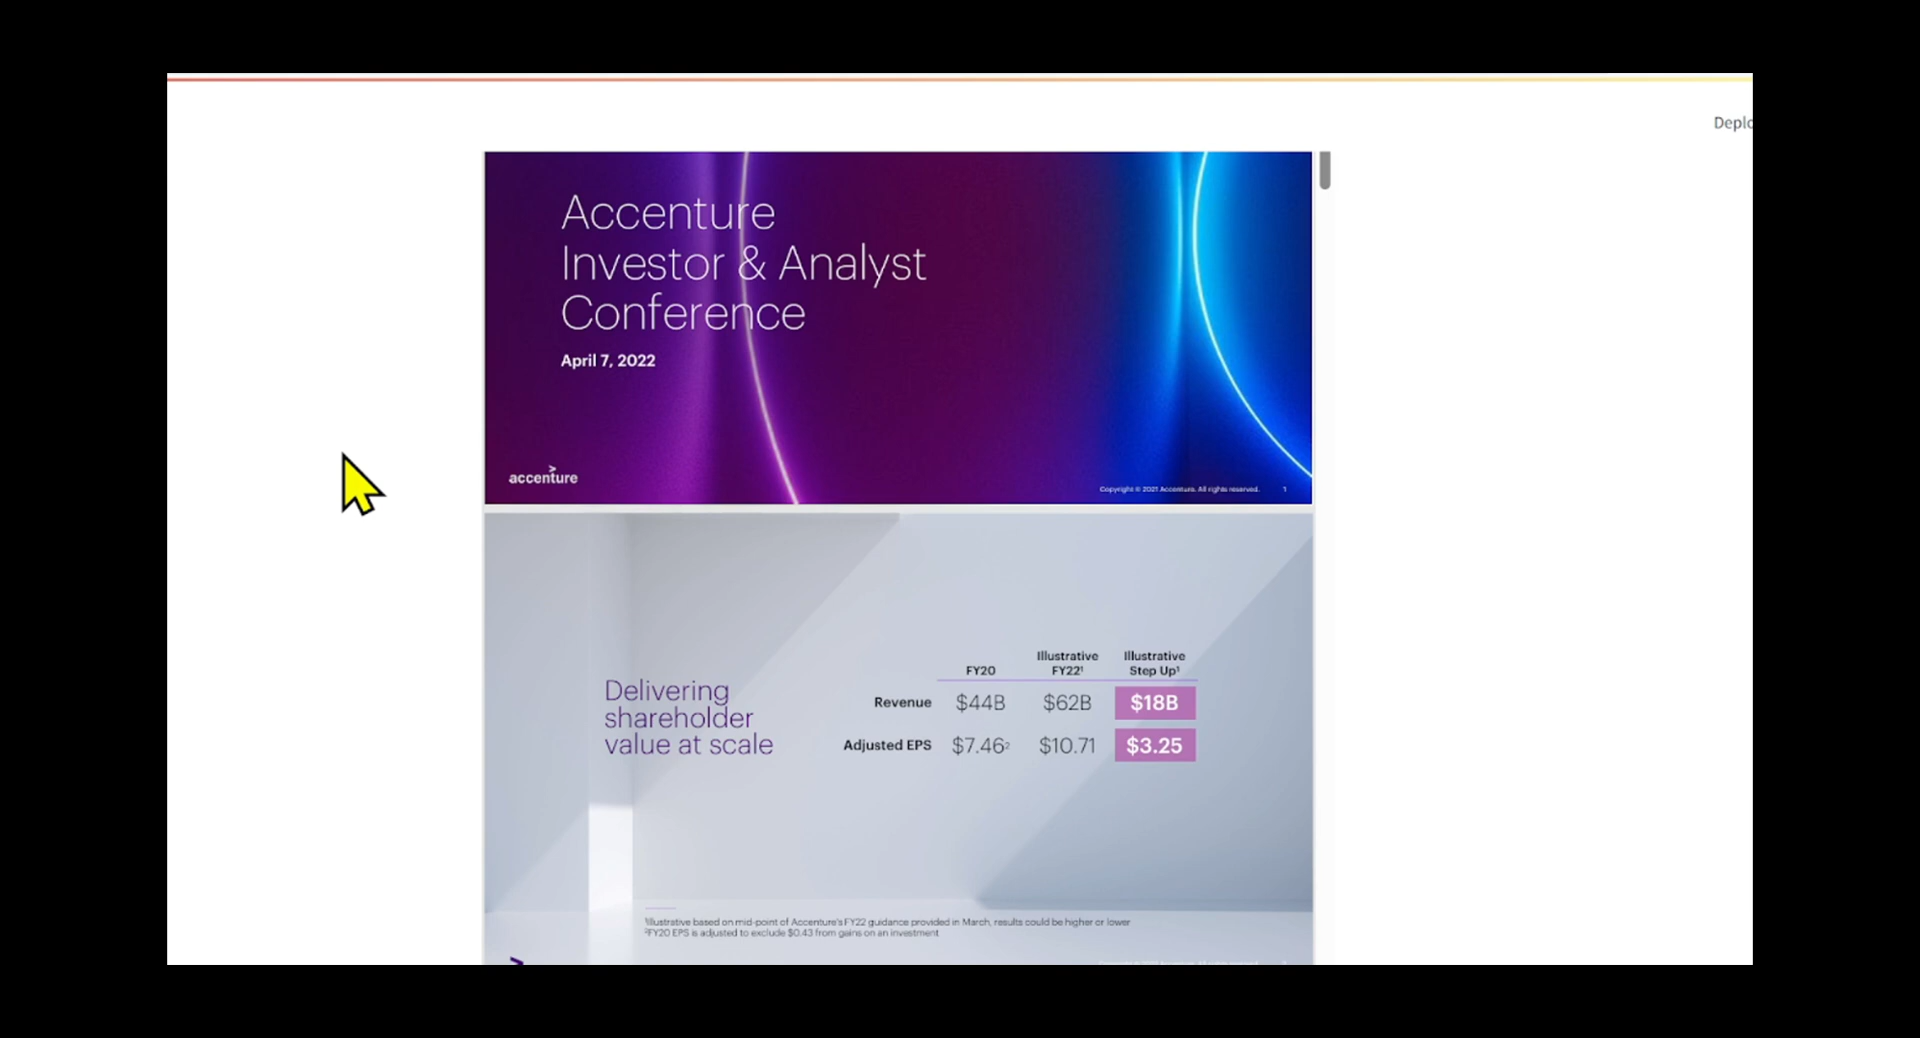 Deplo
Accenture
Investor & Analyst
Conference
April 7, 2022
accenture
Copyright © 2021 Accenture. All rights reserved. 1
Delivering
shareholder
value at scale
FY20 Illustrative FY22¹ Illustrative Step Up¹
Revenue $44B $62B $18B
Adjusted EPS $7.46² $10.71 $3.25
¹Illustrative based on mid-point of Accenture's FY22 guidance provided in March, results could be higher or lower
²FY20 EPS is adjusted to exclude $0.43 from gains on an investment